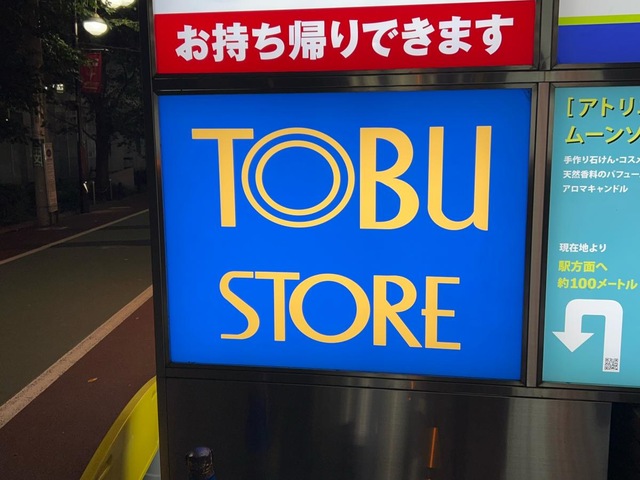 お持ち帰りできます
TOBU
STORE
[アトリ
ムーンソ
手作り石けん・コスメ
天然香料のパフュー
アロマキャンドル
現在地より
駅方面へ
約100メートル